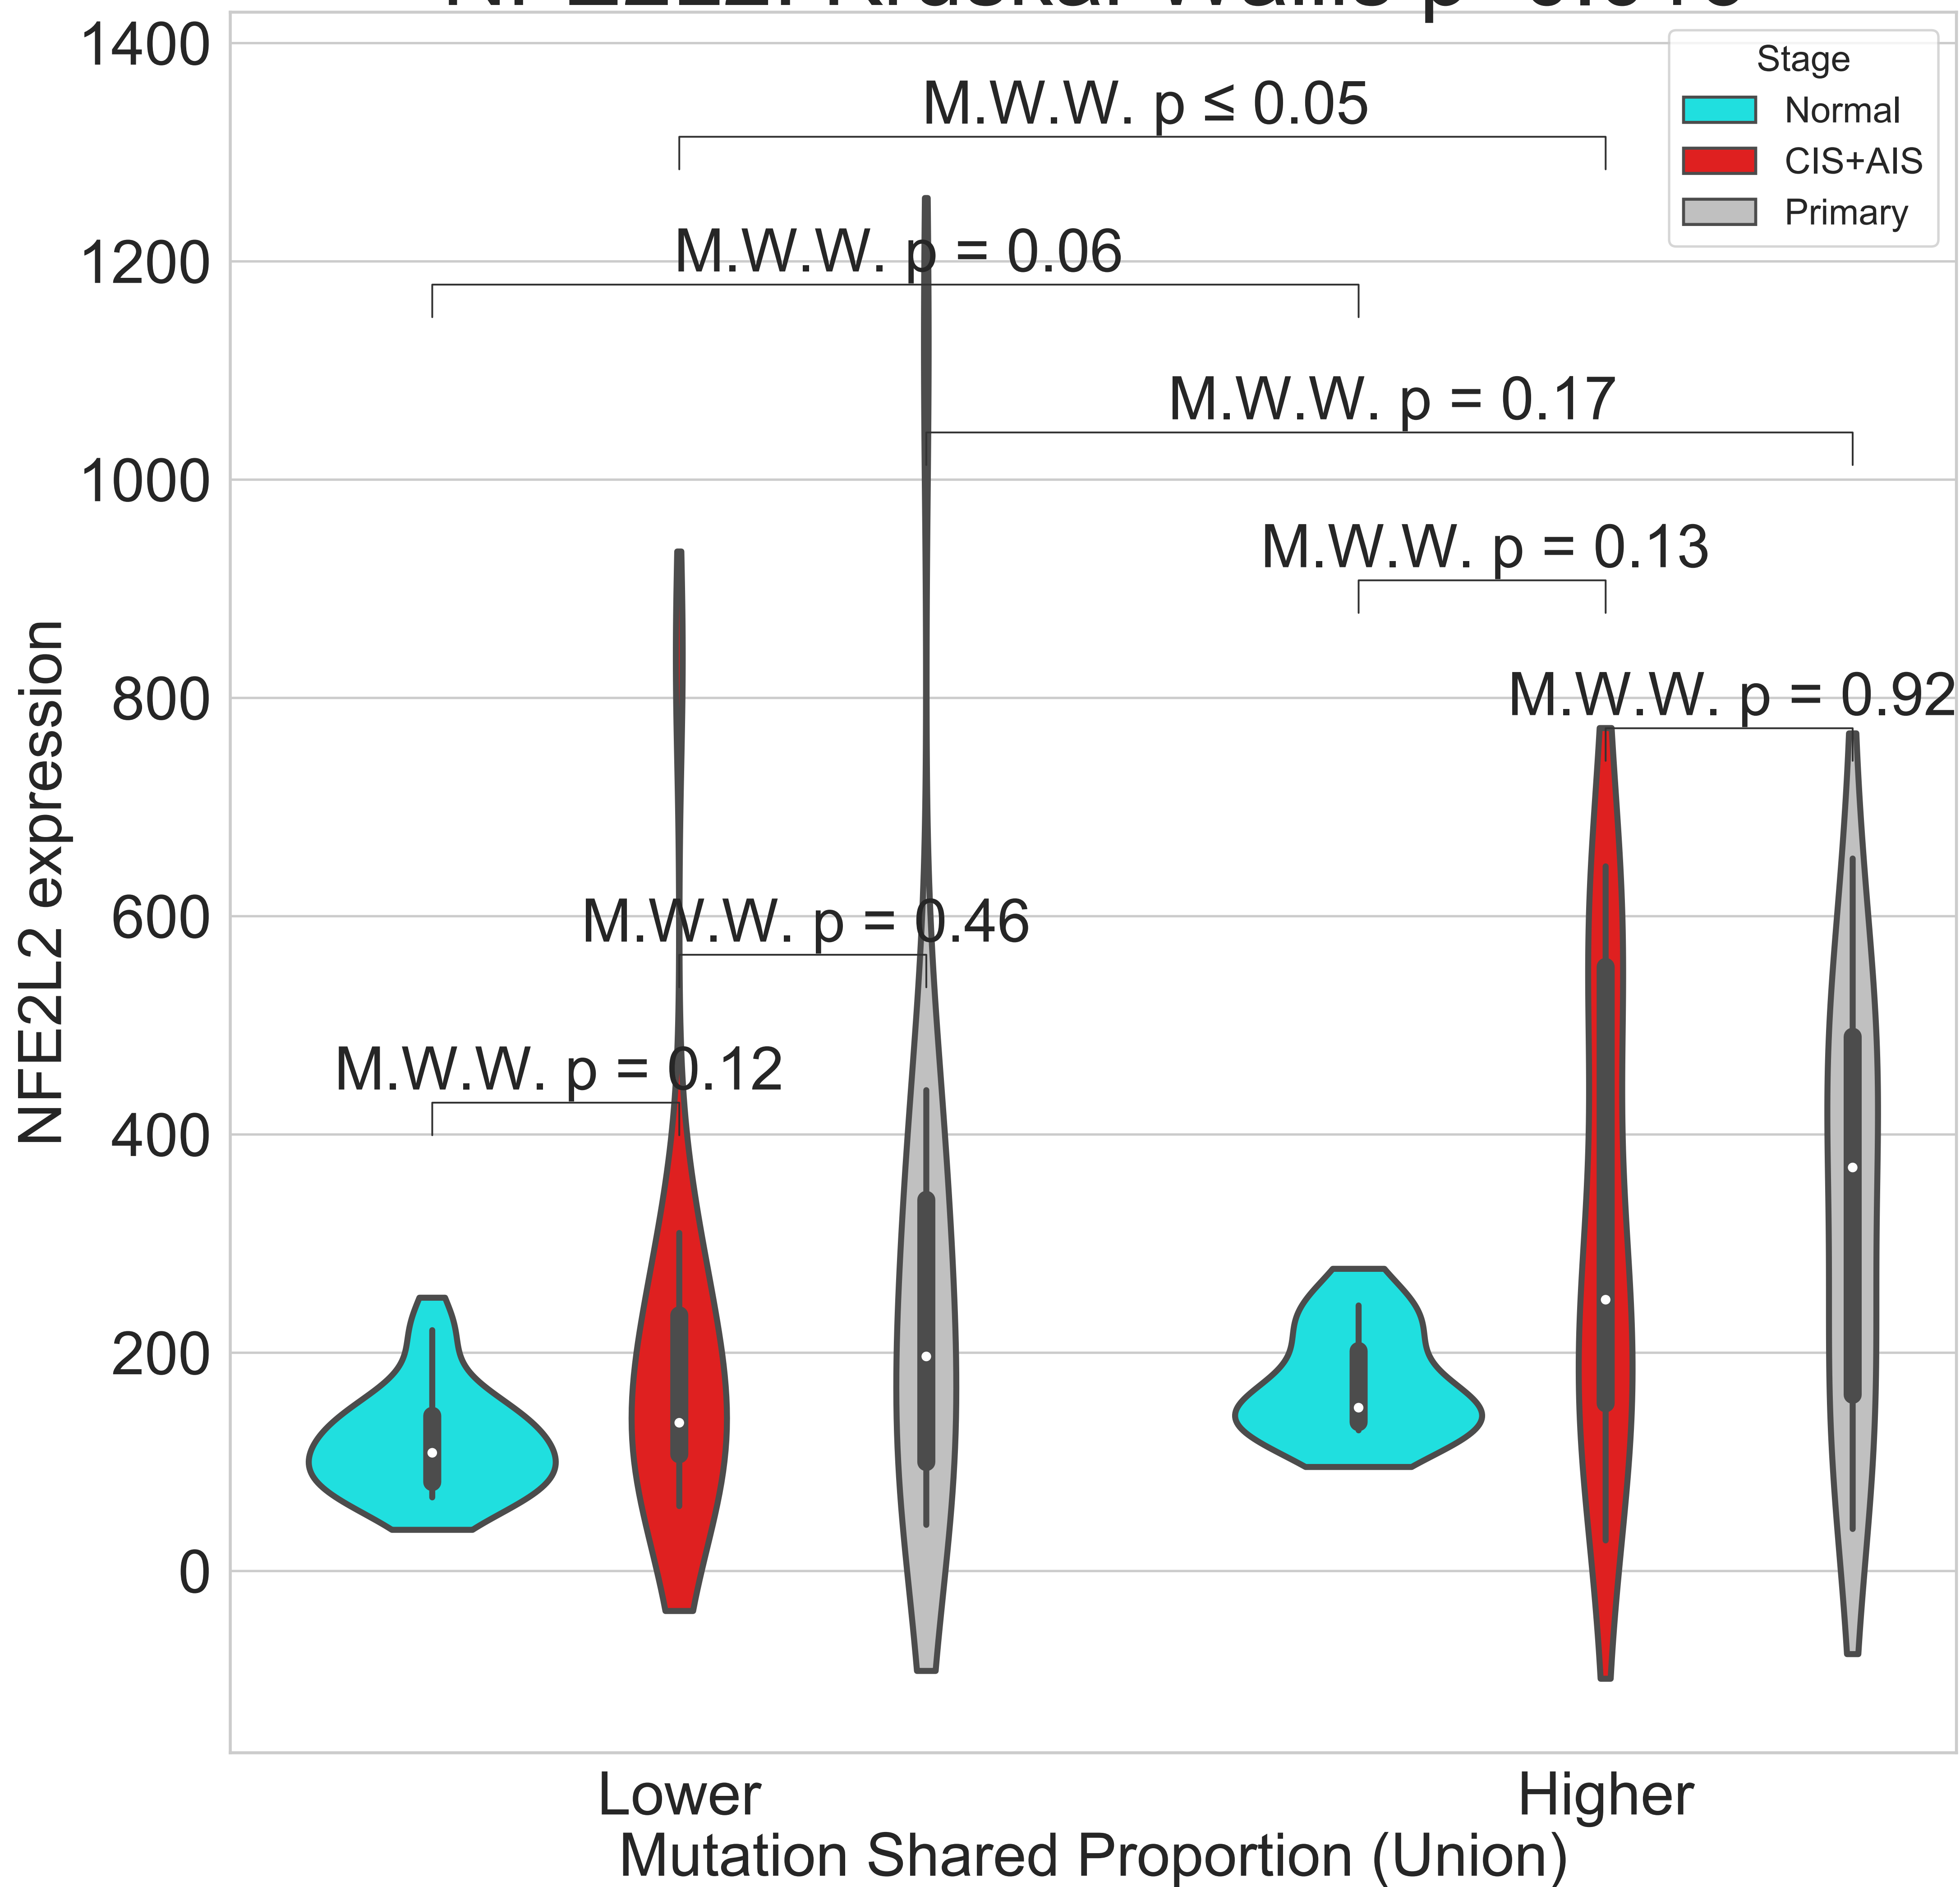 1400
1200
1000
800
600
400
200
0
NFE2L2 expression
Stage
Normal
CIS+AIS
Primary
M.W.W. p ≤ 0.05
M.W.W. p = 0.06
M.W.W. p = 0.17
M.W.W. p = 0.13
M.W.W. p = 0.92
M.W.W. p = 0.46
M.W.W. p = 0.12
Lower
Higher
Mutation Shared Proportion (Union)